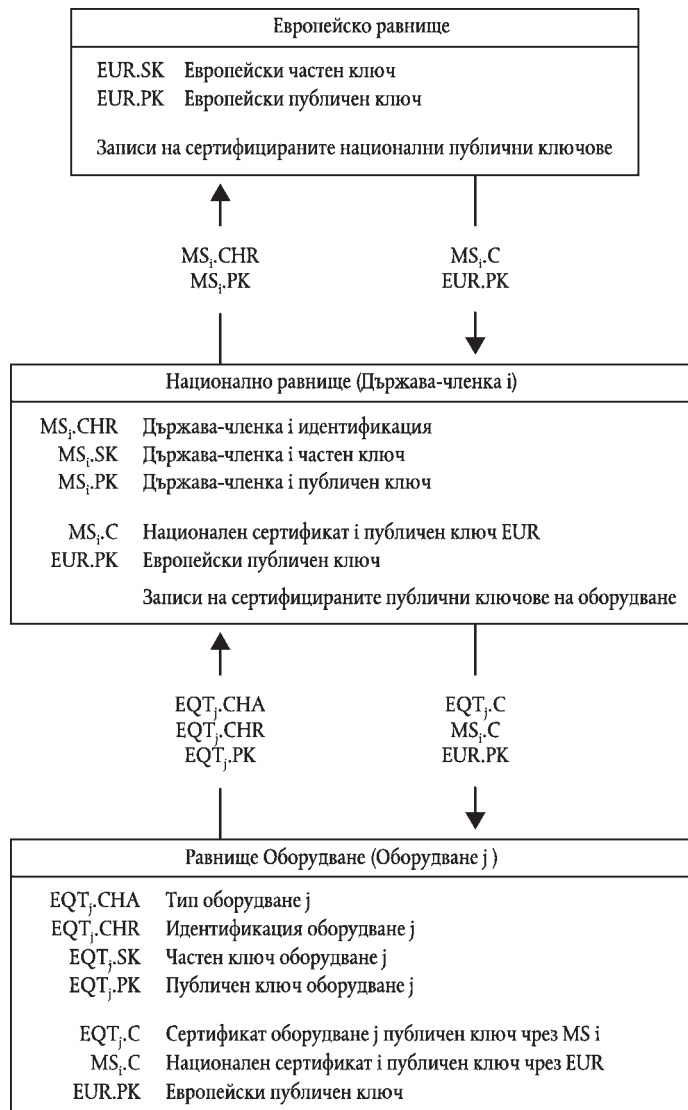 Европейско равнище
EUR.SK Европейски частен ключ
EUR.PK Европейски публичен ключ
Записи на сертифицираните национални публични ключове
MSi.CHR
MSi.PK
MSi.C
EUR.PK
Национално равнище (Държава-членка i)
MSi.CHR Държава-членка i идентификация
MSi.SK Държава-членка i частен ключ
MSi.PK Държава-членка i публичен ключ
MSi.C Национален сертификат i публичен ключ EUR
EUR.PK Европейски публичен ключ
Записи на сертифицираните публични ключове на оборудване
EQTj.CHA
EQTj.CHR
EQTj.PK
EQTj.C
MSi.C
EUR.PK
Равнище Оборудване (Оборудване j )
EQTj.CHA Тип оборудване j
EQTj.CHR Идентификация оборудване j
EQTj.SK Частен ключ оборудване j
EQTj.PK Публичен ключ оборудване j
EQTj.C Сертификат оборудване j публичен ключ чрез MS i
MSi.C Национален сертификат i публичен ключ чрез EUR
EUR.PK Европейски публичен ключ